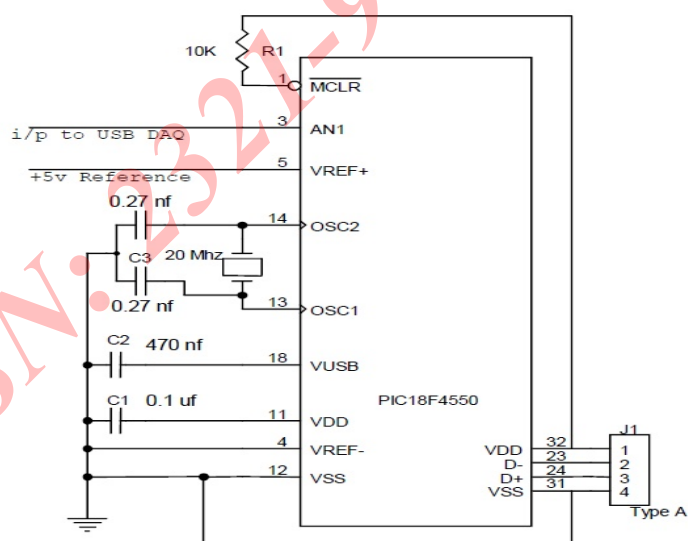 10K
R1
1
MCLR
3
AN1
i/p to USB DAQ
5
VREF+
+5v Reference
0.27 nf
14
OSC2
C3
20 Mhz
0.27 nf
13
OSC1
C2
470 nf
18
VUSB
C1
0.1 uf
11
VDD
PIC18F4550
4
VREF-
12
VSS
VDD
32
D-
23
D+
24
VSS
31
J1
1
2
3
4
Type A
N: 2321-9